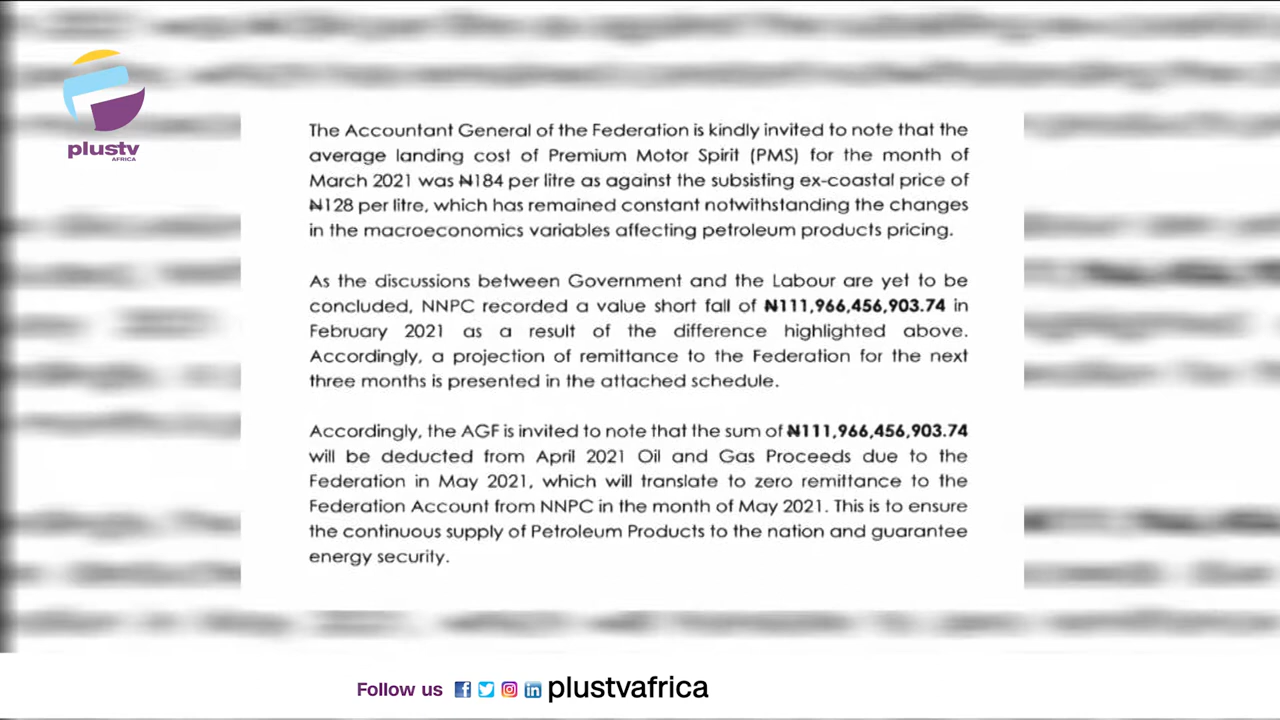 plustv
AFRICA
The Accountant General of the Federation is kindly invited to note that the
average landing cost of Premium Motor Spirit (PMS) for the month of
March 2021 was ₦184 per litre as against the subsisting ex-coastal price of
₦128 per litre, which has remained constant notwithstanding the changes
in the macroeconomics variables affecting petroleum products pricing.
As the discussions between Government and the Labour are yet to be
concluded, NNPC recorded a value short fall of ₦111,966,456,903.74 in
February 2021 as a result of the difference highlighted above.
Accordingly, a projection of remittance to the Federation for the next
three months is presented in the attached schedule.
Accordingly, the AGF is invited to note that the sum of ₦111,966,456,903.74
will be deducted from April 2021 Oil and Gas Proceeds due to the
Federation in May 2021, which will translate to zero remittance to the
Federation Account from NNPC in the month of May 2021. This is to ensure
the continuous supply of Petroleum Products to the nation and guarantee
energy security.
Follow us plustvafrica